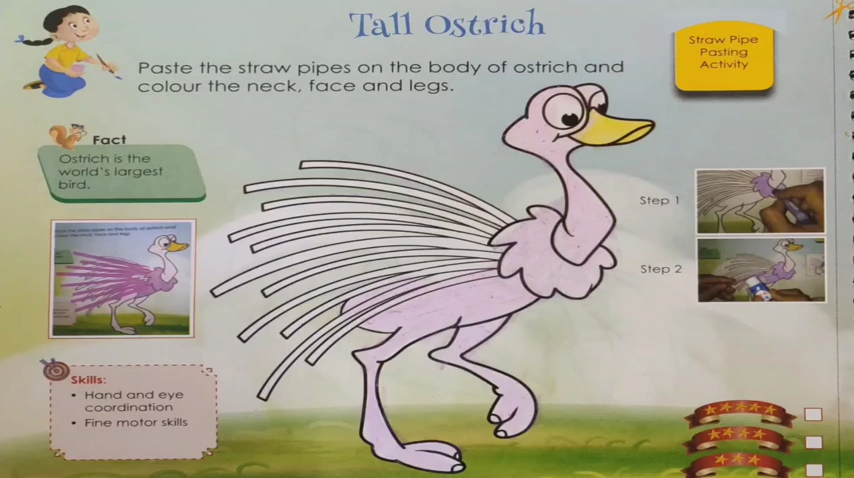 Tall Ostrich
Straw Pipe
Pasting
Activity
Paste the straw pipes on the body of ostrich and
colour the neck, face and legs.
Fact
Ostrich is the
world's largest
bird.
Step 1
Step 2
Skills:
• Hand and eye
coordination
• Fine motor skills